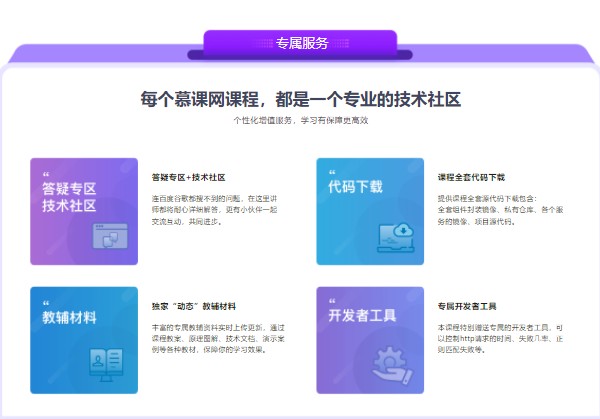 专属服务
每个慕课网课程，都是一个专业的技术社区
个性化增值服务，学习有保障更高效
答疑专区
技术社区
答疑专区+技术社区
连百度谷歌都搜不到的问题，在这里讲
师都将耐心详细解答，更有小伙伴一起
交流互动，共同进步。
代码下载
课程全套代码下载
提供课程全套源代码下载包含：
全套组件封装镜像、私有仓库、各个服
务的镜像、项目源代码。
教辅材料
独家“动态”教辅材料
丰富的专属教辅资料实时上传更新，通过
课程教案、原理图解、技术文档、演示案
例等各种教材，保障你的学习效果。
开发者工具
专属开发者工具
本课程特别赠送专属的开发者工具，可
以控制http请求的时间、失败几率、正
则匹配失败等。